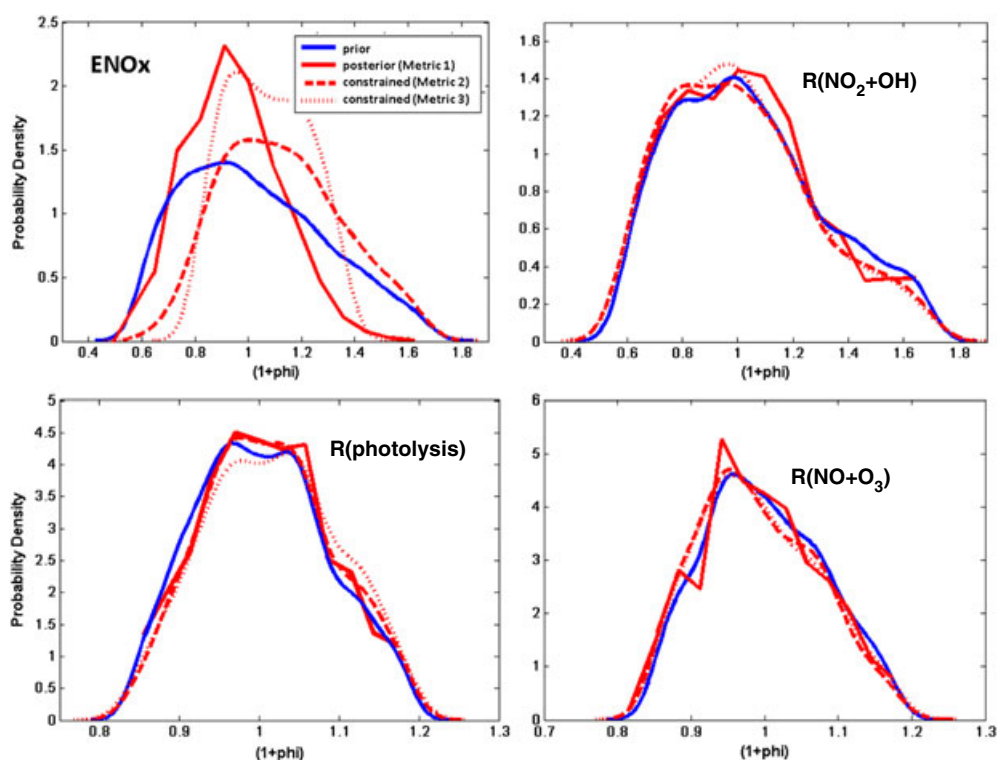 ENOx
prior
posterior (Metric 1)
constrained (Metric 2)
constrained (Metric 3)
Probability Density
2.5
2
1.5
1
0.5
0
0.4 0.6 0.8 1 1.2 1.4 1.6 1.8
(1+phi)
R(NO2+OH)
1.6
1.4
1.2
1
0.8
0.6
0.4
0.2
0
0.4 0.6 0.8 1 1.2 1.4 1.6 1.8
(1+phi)
R(photolysis)
Probability Density
5
4.5
4
3.5
3
2.5
2
1.5
1
0.5
0
0.8 0.9 1 1.1 1.2 1.3
(1+phi)
R(NO+O3)
6
5
4
3
2
1
0
0.7 0.8 0.9 1 1.1 1.2 1.3
(1+phi)